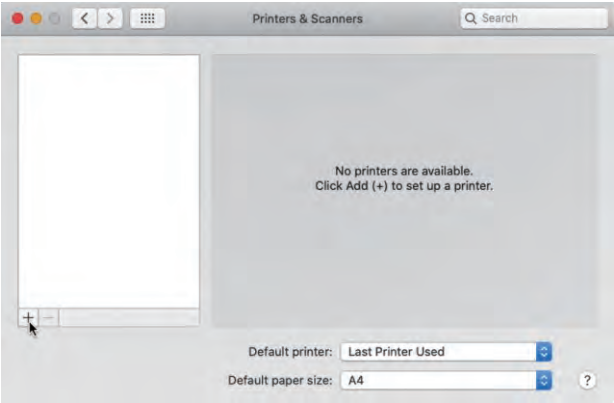 Printers & Scanners
Search
No printers are available.
Click Add (+) to set up a printer.
+ −
Default printer: Last Printer Used
Default paper size: A4
?